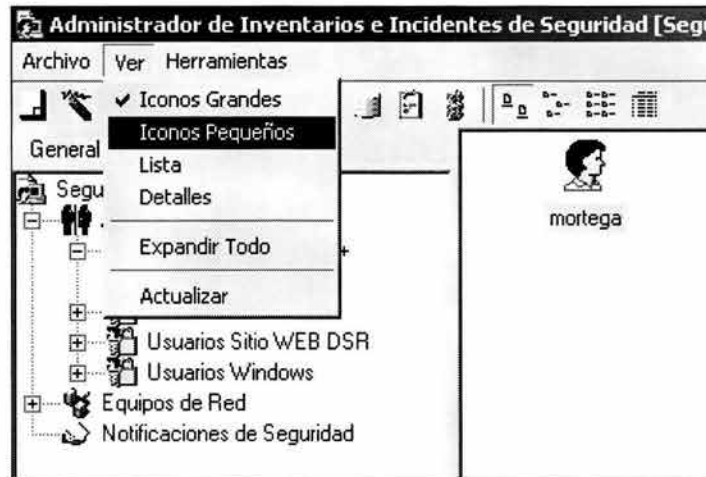 Administrador de Inventarios e Incidentes de Seguridad [Segu
Archivo Ver Herramientas
Iconos Grandes
Iconos Pequeños
General
Lista
Segu
Detalles
mortega
Expandir Todo
Actualizar
Usuarios Sitio WEB DSR
Usuarios Windows
Equipos de Red
Notificaciones de Seguridad